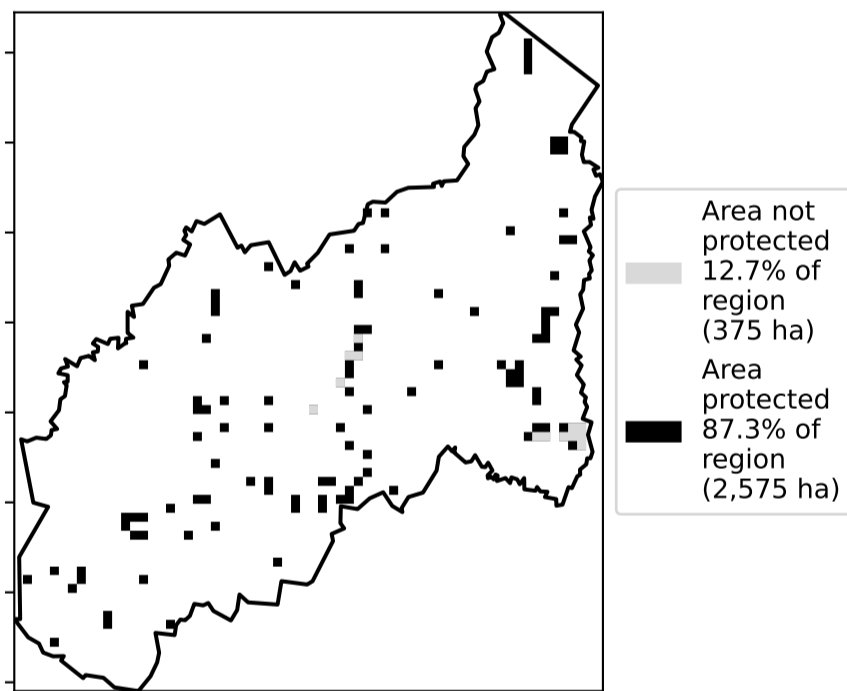 Area not
protected
12.7% of
region
(375 ha)
Area
protected
87.3% of
region
(2,575 ha)